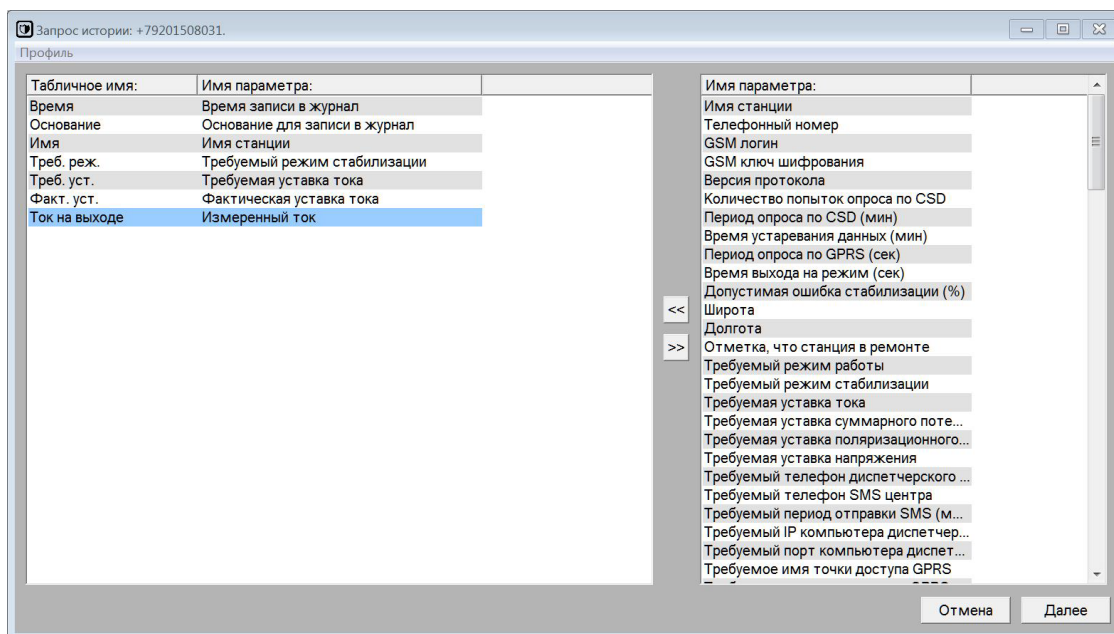 Запрос истории: +79201508031.
Профиль
Табличное имя: Имя параметра:
Время Время записи в журнал
Основание Основание для записи в журнал
Имя Имя станции
Треб. реж. Требуемый режим стабилизации
Треб. уст. Требуемая уставка тока
Факт. уст. Фактическая уставка тока
Ток на выходе Измеренный ток
<<
>>
Имя параметра:
Имя станции
Телефонный номер
GSM логин
GSM ключ шифрования
Версия протокола
Количество попыток опроса по CSD
Период опроса по CSD (мин)
Время устаревания данных (мин)
Период опроса по GPRS (сек)
Время выхода на режим (сек)
Допустимая ошибка стабилизации (%)
Широта
Долгота
Отметка, что станция в ремонте
Требуемый режим работы
Требуемый режим стабилизации
Требуемая уставка тока
Требуемая уставка суммарного поте...
Требуемая уставка поляризационного...
Требуемая уставка напряжения
Требуемый телефон диспетчерского ...
Требуемый телефон SMS центра
Требуемый период отправки SMS (м...
Требуемый IP компьютера диспетчер...
Требуемый порт компьютера диспет...
Требуемое имя точки доступа GPRS
Отмена Далее